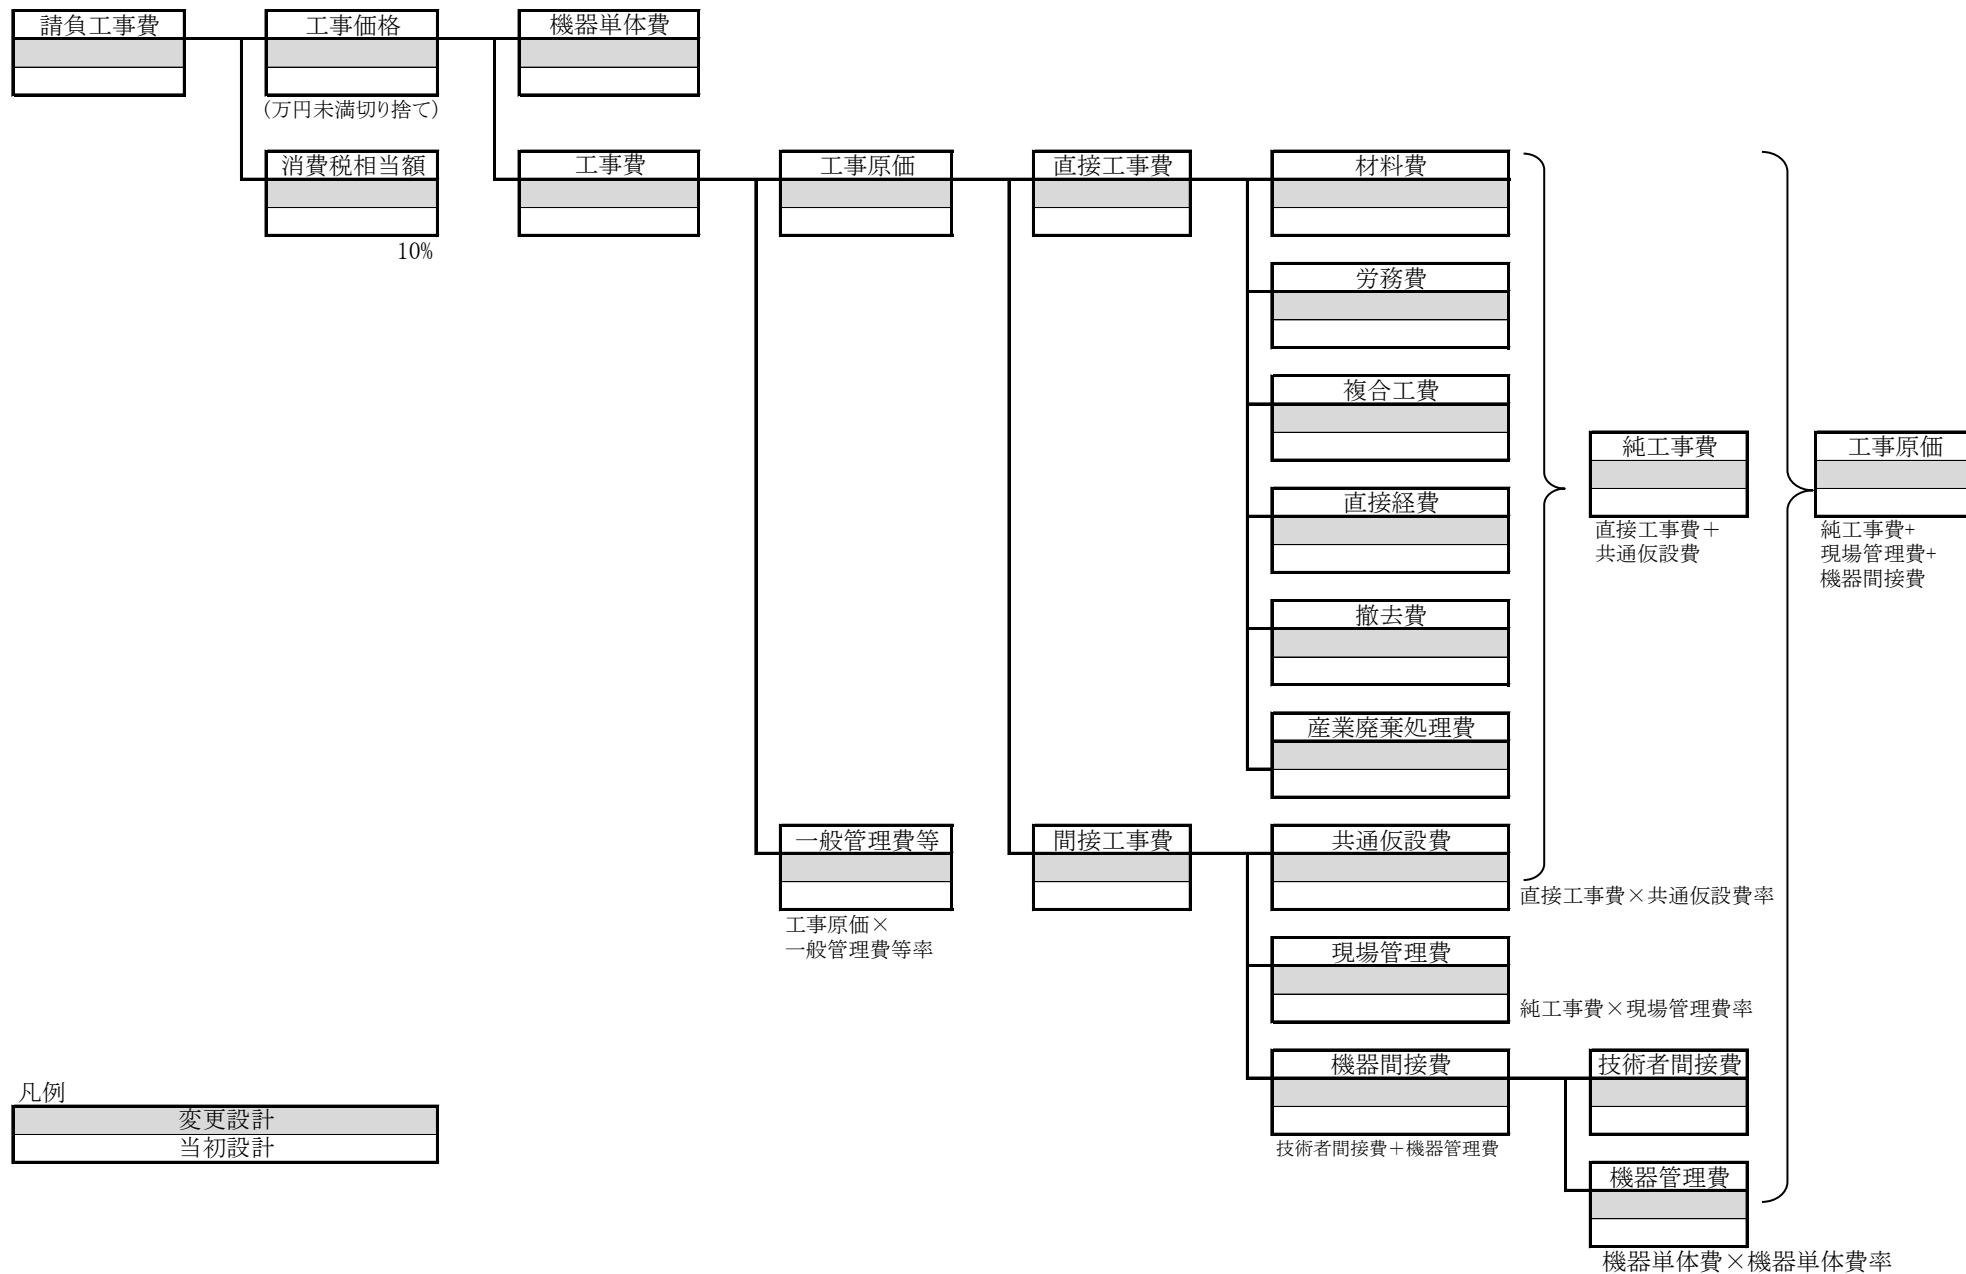 請負工事費
工事価格
機器単体費
(万円未満切り捨て)
消費税相当額
工事費
工事原価
直接工事費
材料費
10%
労務費
複合工費
純工事費
工事原価
直接経費
直接工事費＋
共通仮設費
純工事費+
現場管理費+
機器間接費
撤去費
産業廃棄処理費
一般管理費等
間接工事費
共通仮設費
直接工事費×共通仮設費率
工事原価×
一般管理費等率
現場管理費
純工事費×現場管理費率
機器間接費
技術者間接費
凡例
変更設計
当初設計
技術者間接費＋機器管理費
機器管理費
機器単体費×機器単体費率